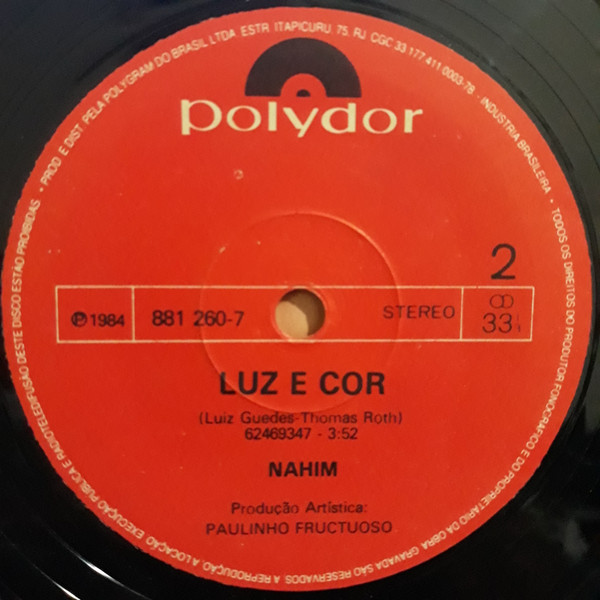 • PROD E DIST. PELA POLYGRAM DO BRASIL LTDA ESTR ITAPICURU, 75, RJ CGC 33 177 411 0003-78 - INDUSTRIA BRASILEIRA • TODOS OS DIREITOS DO PRODUTOR FONOGRÁFICO E DO PROPRIETÁRIO DA OBRA GRAVADA SÃO RESERVADOS A REPRODUÇÃO A LOCAÇÃO EXECUÇÃO PUBLICA E RADIOTELEDIFUSÃO DESTE DISCO ESTÃO PROIBIDAS
polydor
2
℗1984
881 260-7
STEREO
33
LUZ E COR
(Luiz Guedes-Thomas Roth)
62469347 - 3:52
NAHIM
Produção Artística:
PAULINHO FRUCTUOSO